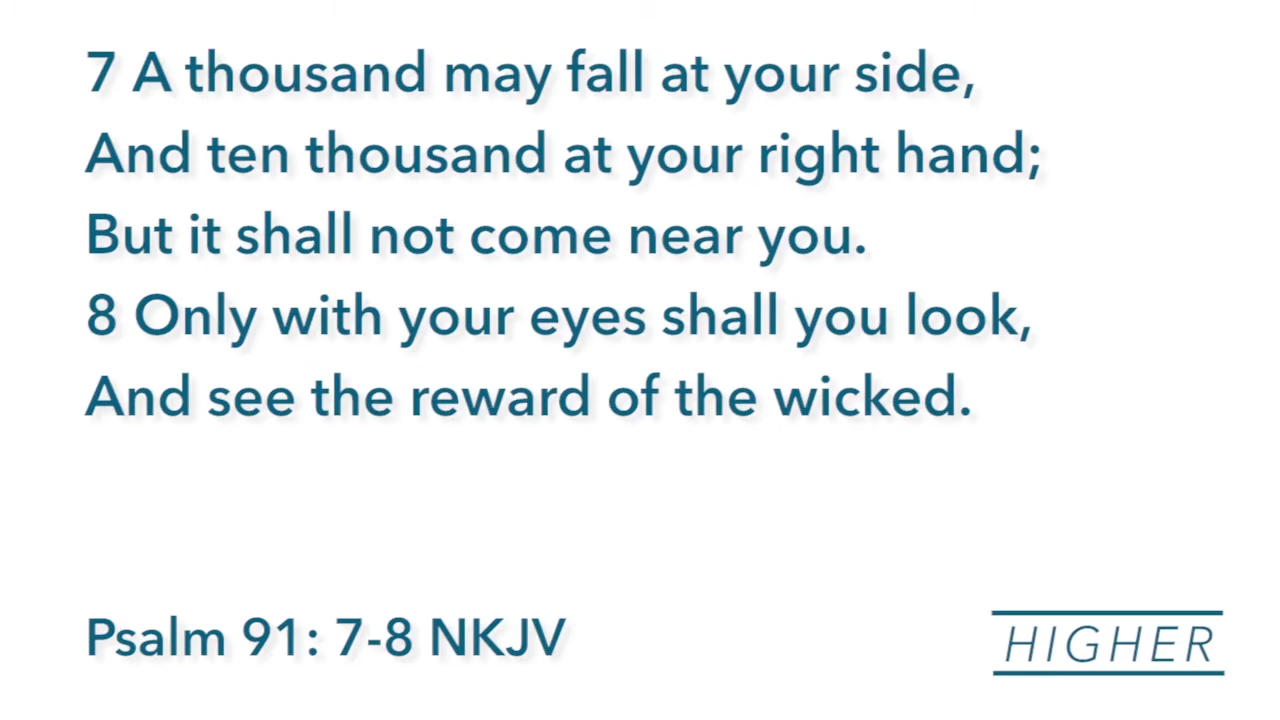 7 A thousand may fall at your side,
And ten thousand at your right hand;
But it shall not come near you.
8 Only with your eyes shall you look,
And see the reward of the wicked.
Psalm 91: 7-8 NKJV
HIGHER